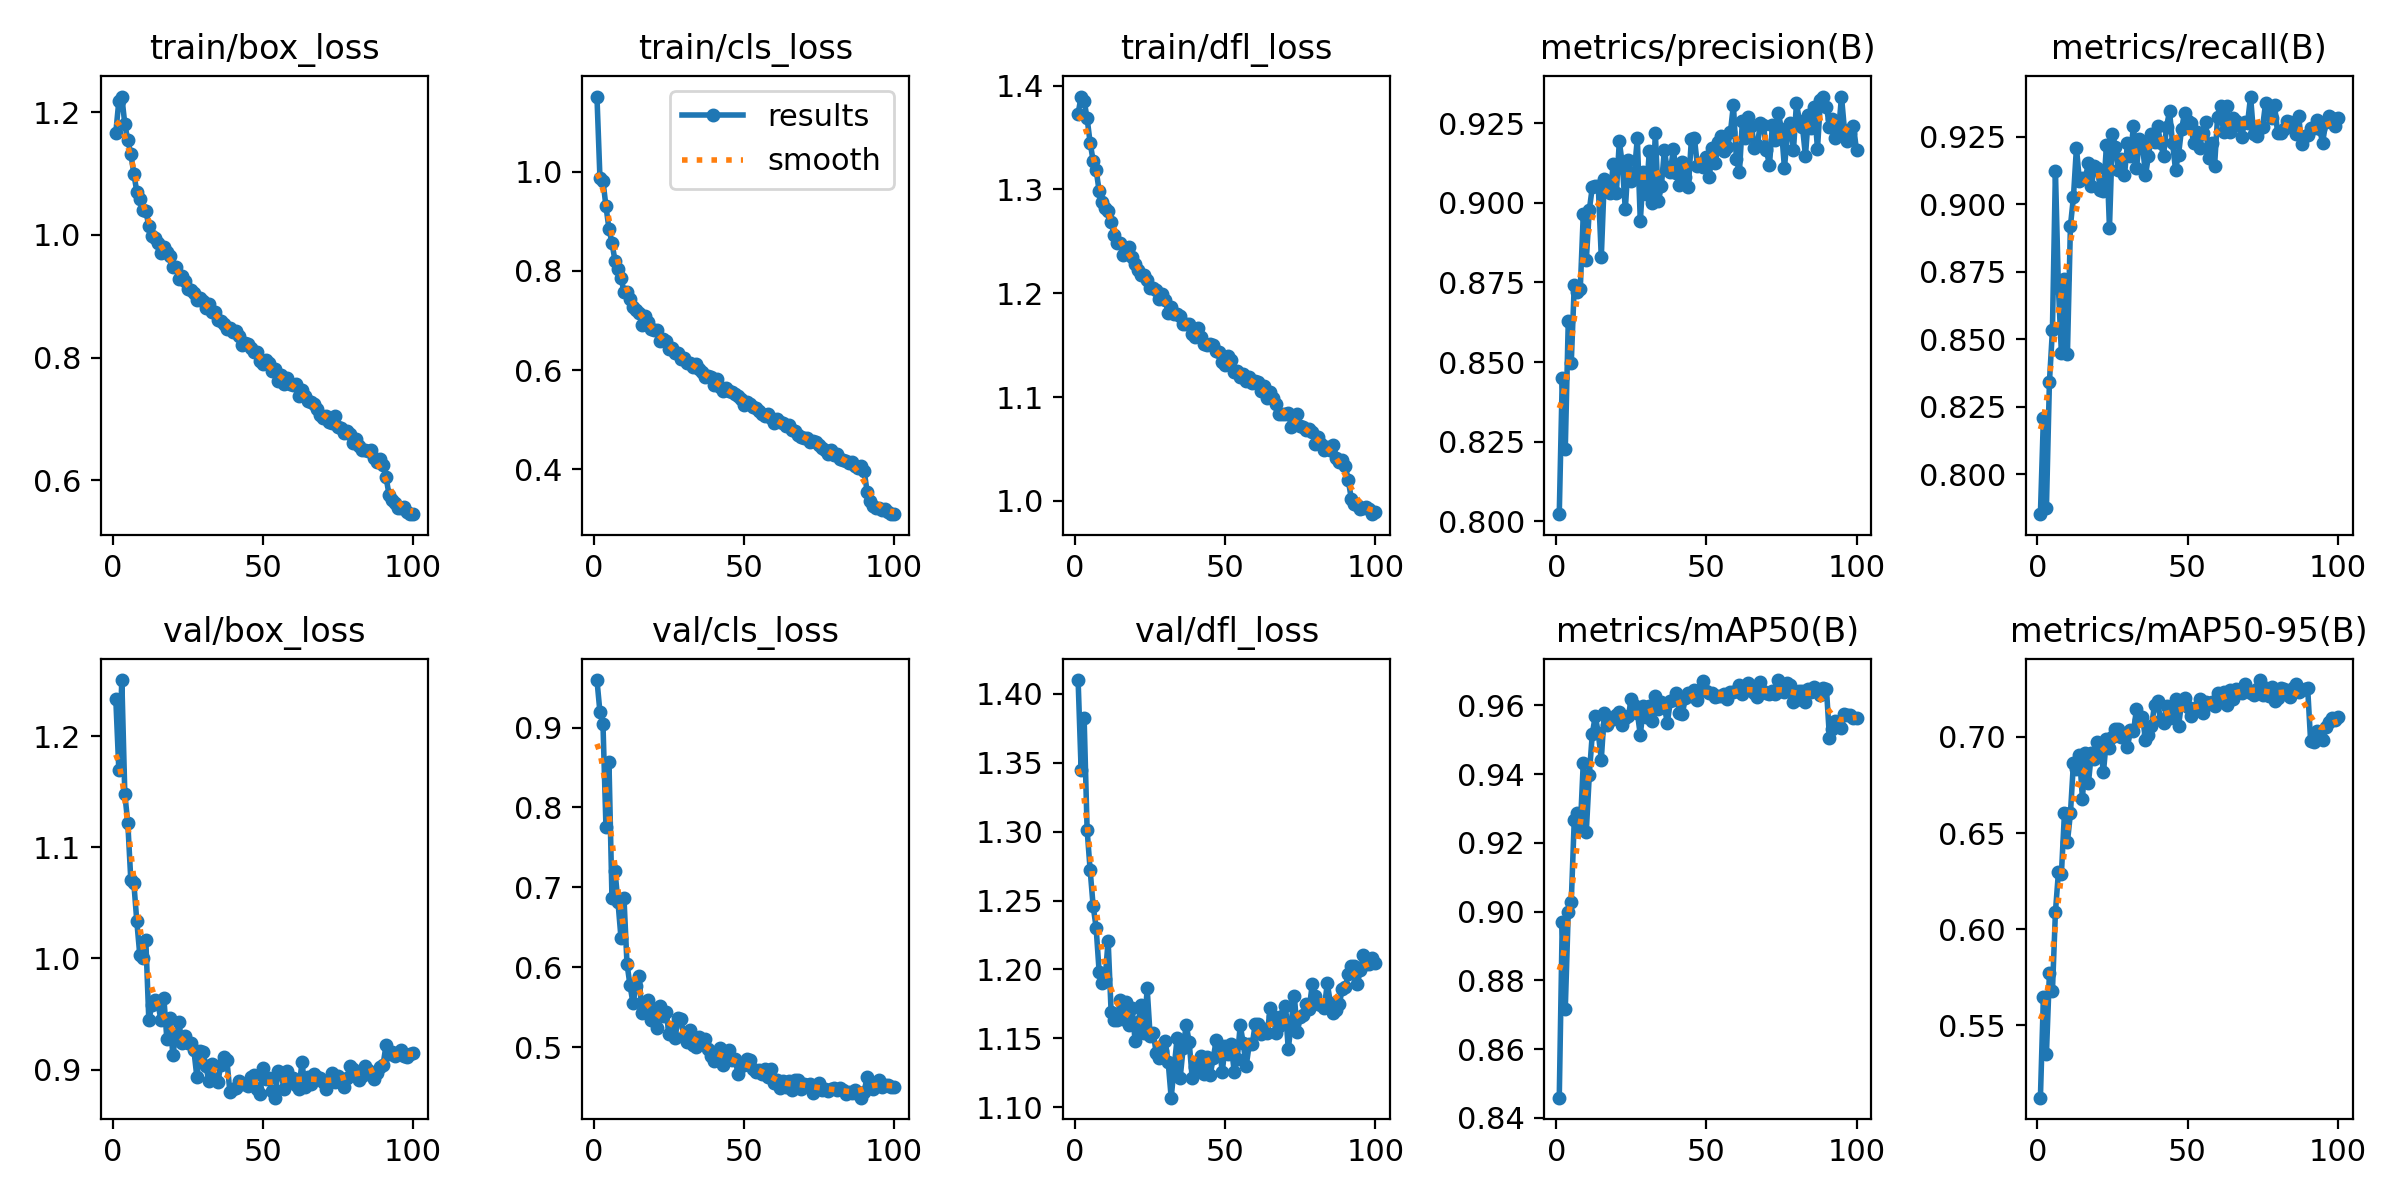 train/box_loss
1.2
1.0
0.8
0.6
0 50 100
train/cls_loss
results
smooth
1.0
0.8
0.6
0.4
0 50 100
train/dfl_loss
1.4
1.3
1.2
1.1
1.0
0 50 100
metrics/precision(B)
0.925
0.900
0.875
0.850
0.825
0.800
0 50 100
metrics/recall(B)
0.925
0.900
0.875
0.850
0.825
0.800
0 50 100
val/box_loss
1.2
1.1
1.0
0.9
0 50 100
val/cls_loss
0.9
0.8
0.7
0.6
0.5
0 50 100
val/dfl_loss
1.40
1.35
1.30
1.25
1.20
1.15
1.10
0 50 100
metrics/mAP50(B)
0.96
0.94
0.92
0.90
0.88
0.86
0.84
0 50 100
metrics/mAP50-95(B)
0.70
0.65
0.60
0.55
0 50 100